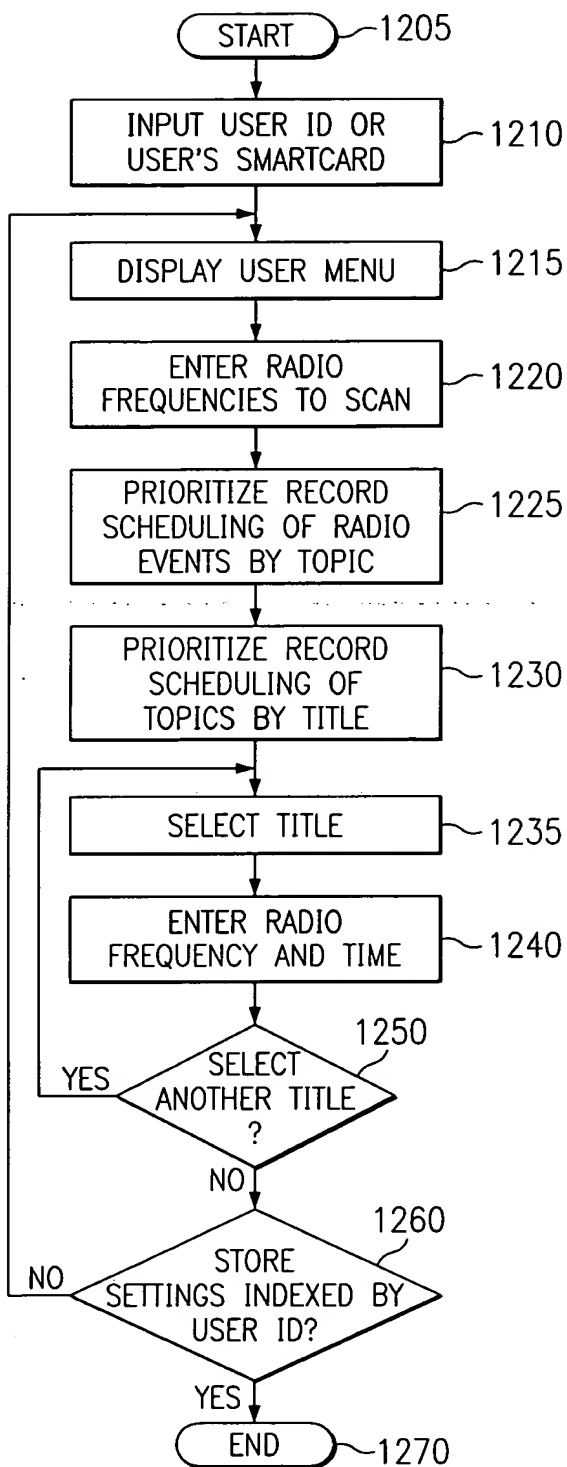 START
1205
INPUT USER ID OR
USER'S SMARTCARD
1210
DISPLAY USER MENU
1215
ENTER RADIO
FREQUENCIES TO SCAN
1220
PRIORITIZE RECORD
SCHEDULING OF RADIO
EVENTS BY TOPIC
1225
PRIORITIZE RECORD
SCHEDULING OF
TOPICS BY TITLE
1230
SELECT TITLE
1235
ENTER RADIO
FREQUENCY AND TIME
1240
1250
YES
SELECT
ANOTHER TITLE
?
NO
1260
NO
STORE
SETTINGS INDEXED BY
USER ID?
YES
END
1270